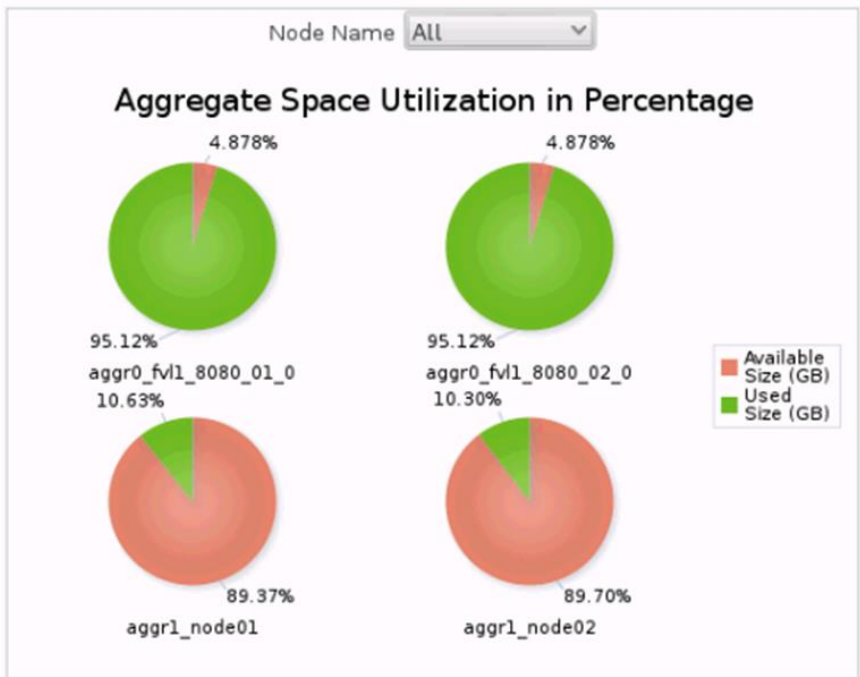 Node Name All
Aggregate Space Utilization in Percentage
4.878%
95.12%
aggr0_fvl1_8080_01_0
4.878%
95.12%
aggr0_fvl1_8080_02_0
10.63%
89.37%
aggr1_node01
10.30%
89.70%
aggr1_node02
Available
Size (GB)
Used
Size (GB)